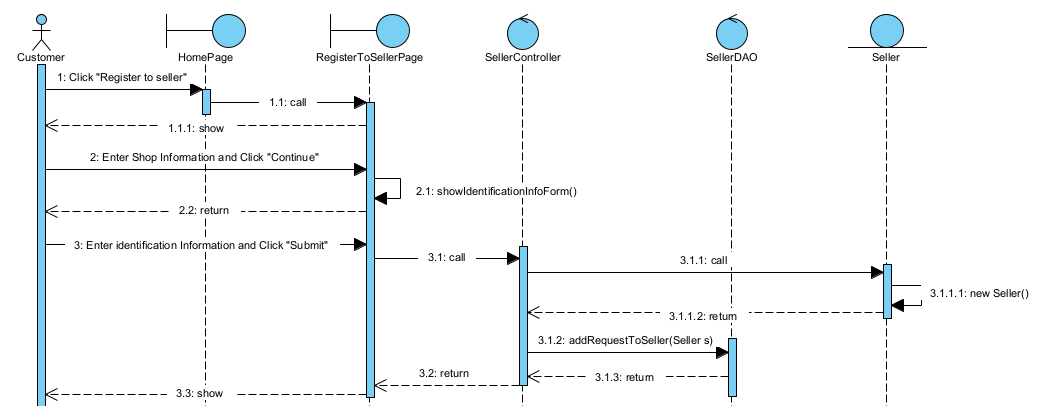 Customer
HomePage
RegisterToSellerPage
SellerController
SellerDAO
Seller
1: Click "Register to seller"
1.1: call
1.1.1: show
2: Enter Shop Information and Click "Continue"
2.1: showIdentificationInfoForm()
2.2: return
3: Enter identification Information and Click "Submit"
3.1: call
3.1.1: call
3.1.1.1: new Seller()
3.1.1.2: return
3.1.2: addRequestToSeller(Seller s)
3.1.3: return
3.2: return
3.3: show